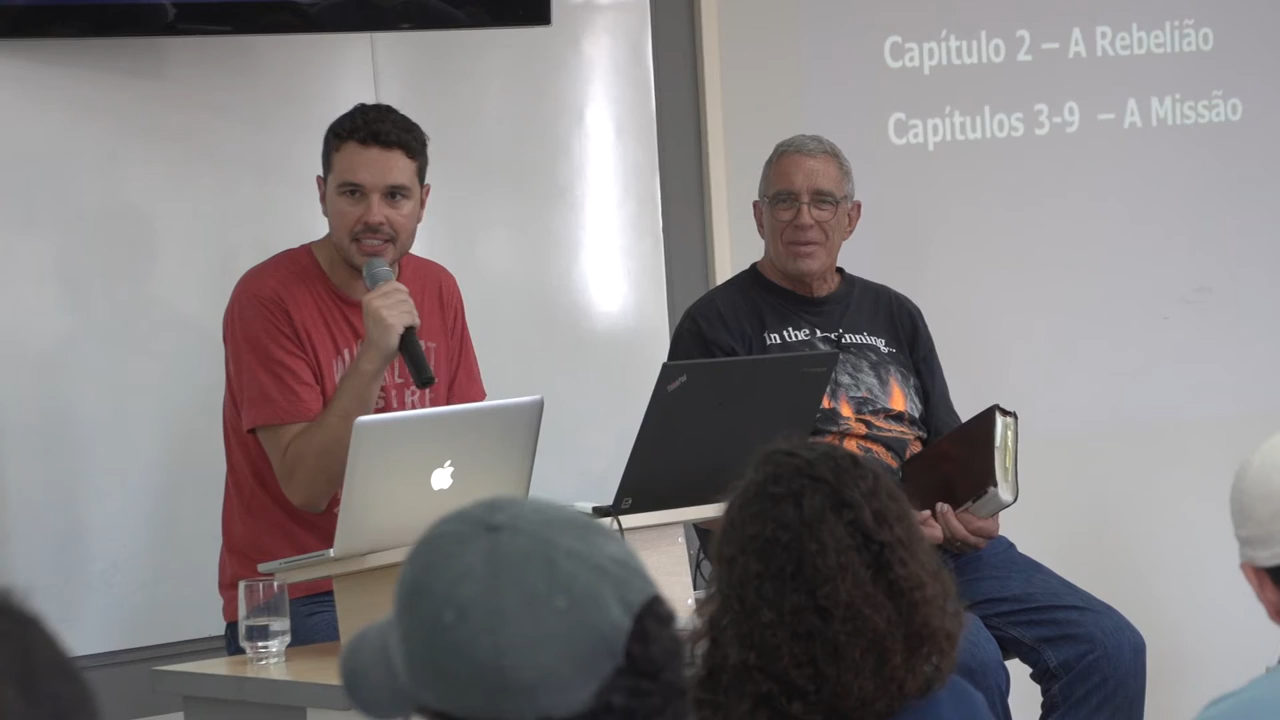 Capítulo 2 – A Rebelião
Capítulos 3-9 – A Missão
In the beginning...
ThinkPad